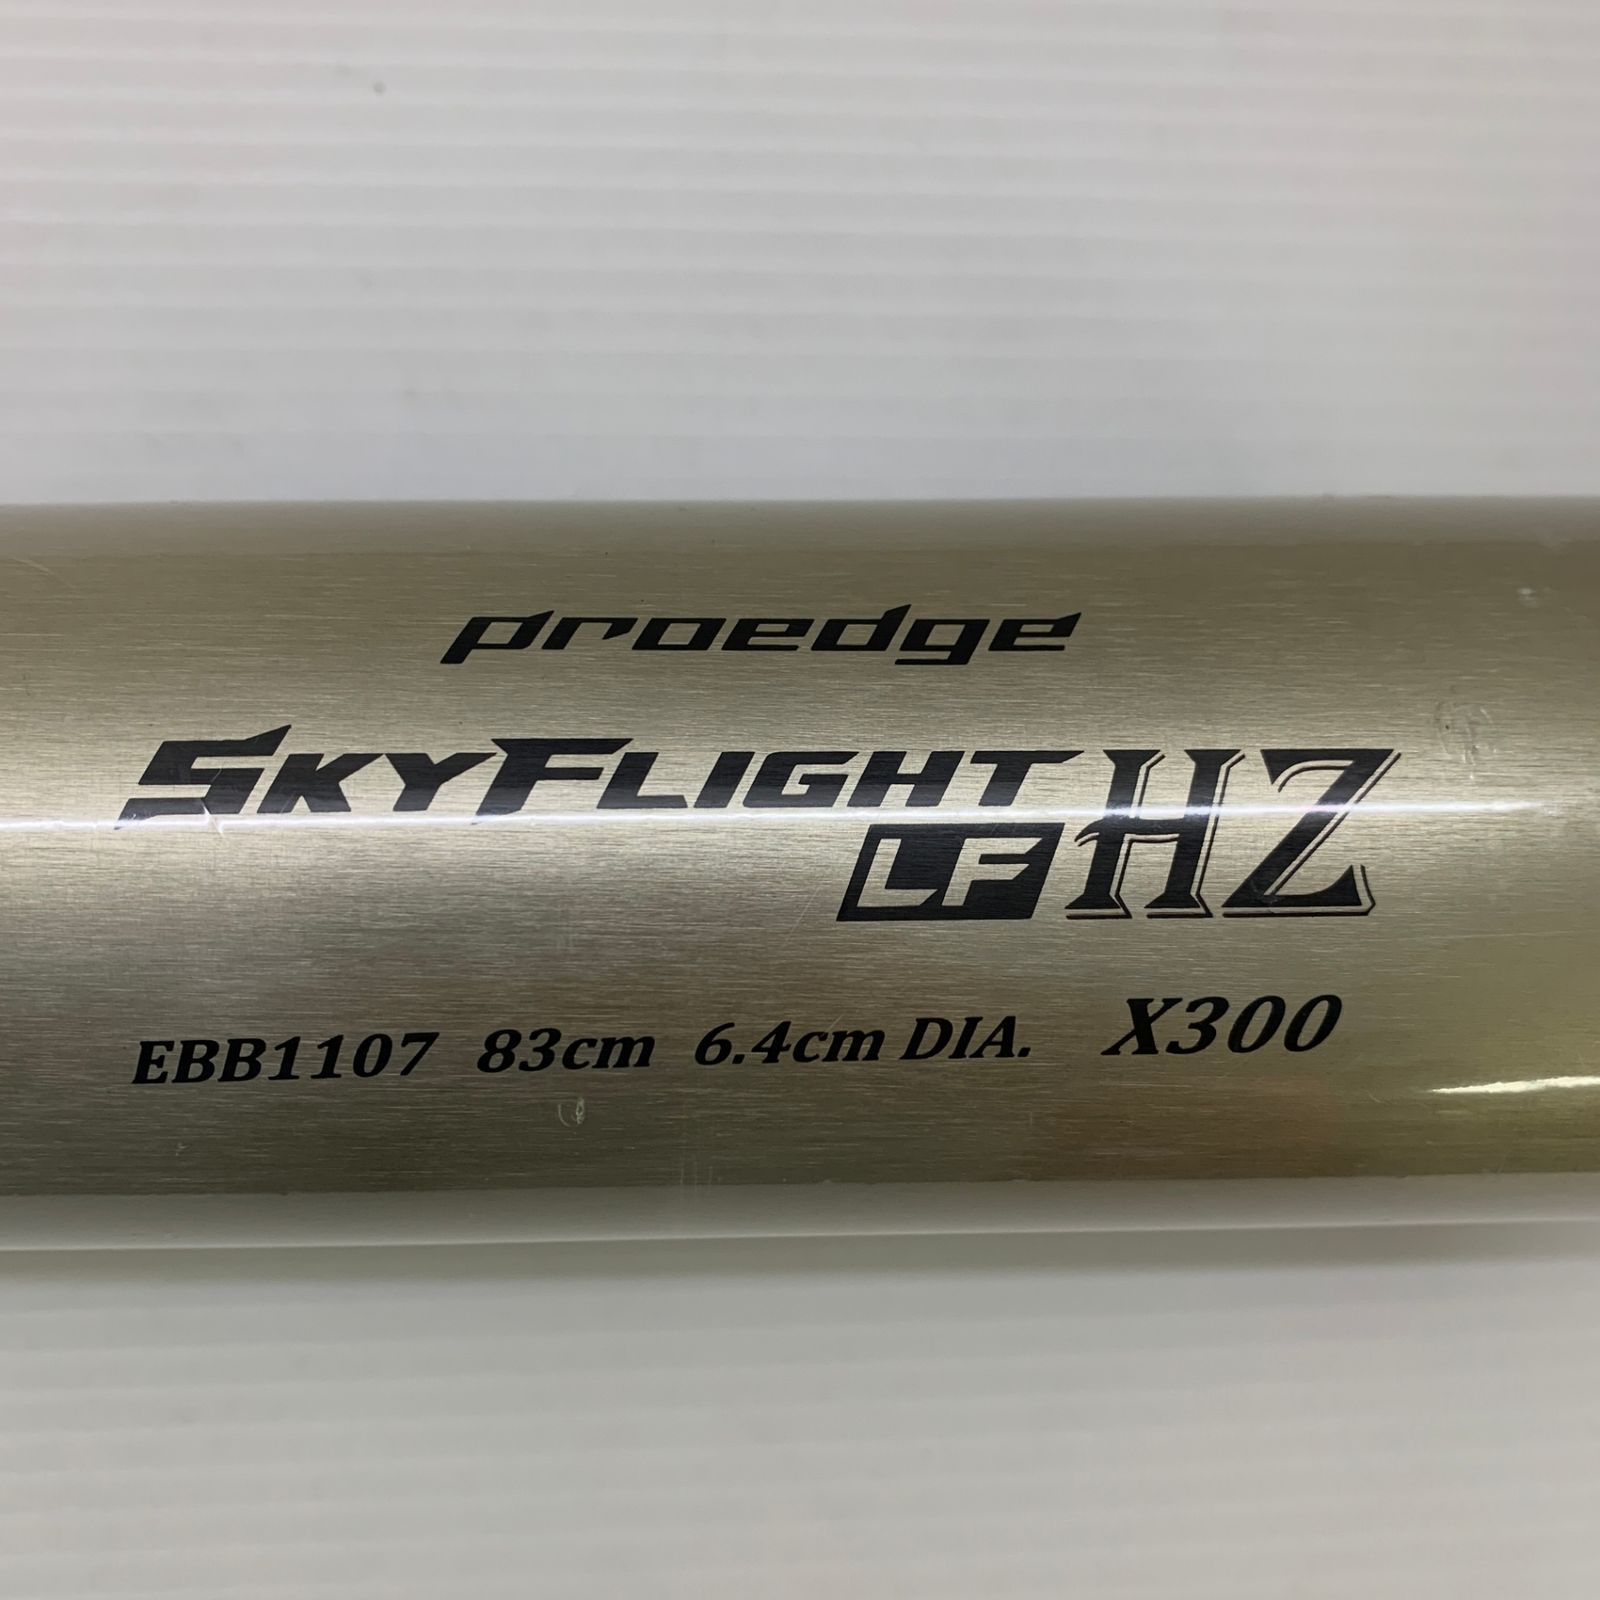 proedge
SKYFLIGHT HZ
LF
EBB1107 83cm 6.4cm DIA. X300